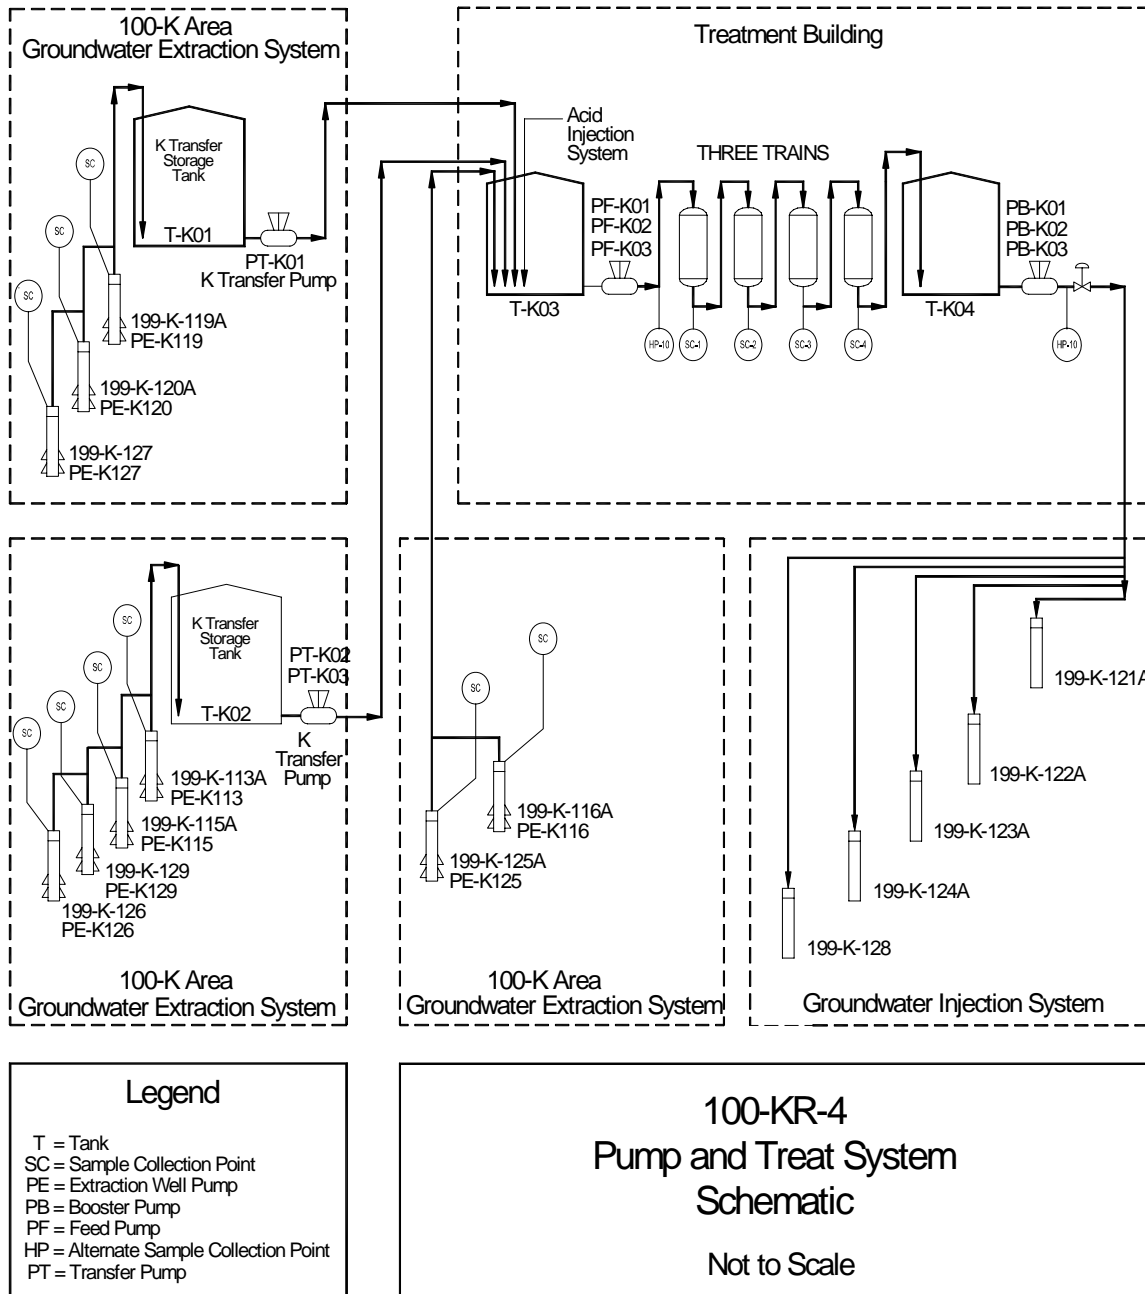 100-K Area
Groundwater Extraction System
K Transfer
Storage
Tank
T-K01
PT-K01
K Transfer Pump
SC
SC
SC
199-K-119A
PE-K119
199-K-120A
PE-K120
199-K-127
PE-K127
Treatment Building
Acid
Injection
System
THREE TRAINS
PF-K01
PF-K02
PF-K03
T-K03
HP-10
SC-1
SC-2
SC-3
SC-4
T-K04
PB-K01
PB-K02
PB-K03
HP-10
K Transfer
Storage
Tank
T-K02
PT-K02
PT-K03
K
Transfer
Pump
SC
SC
SC
SC
199-K-113A
PE-K113
199-K-115A
PE-K115
199-K-129
PE-K129
199-K-126
PE-K126
100-K Area
Groundwater Extraction System
SC
SC
199-K-116A
PE-K116
199-K-125A
PE-K125
100-K Area
Groundwater Extraction System
199-K-121A
199-K-122A
199-K-123A
199-K-124A
199-K-128
Groundwater Injection System
Legend
T = Tank
SC = Sample Collection Point
PE = Extraction Well Pump
PB = Booster Pump
PF = Feed Pump
HP = Alternate Sample Collection Point
PT = Transfer Pump
100-KR-4
Pump and Treat System
Schematic
Not to Scale